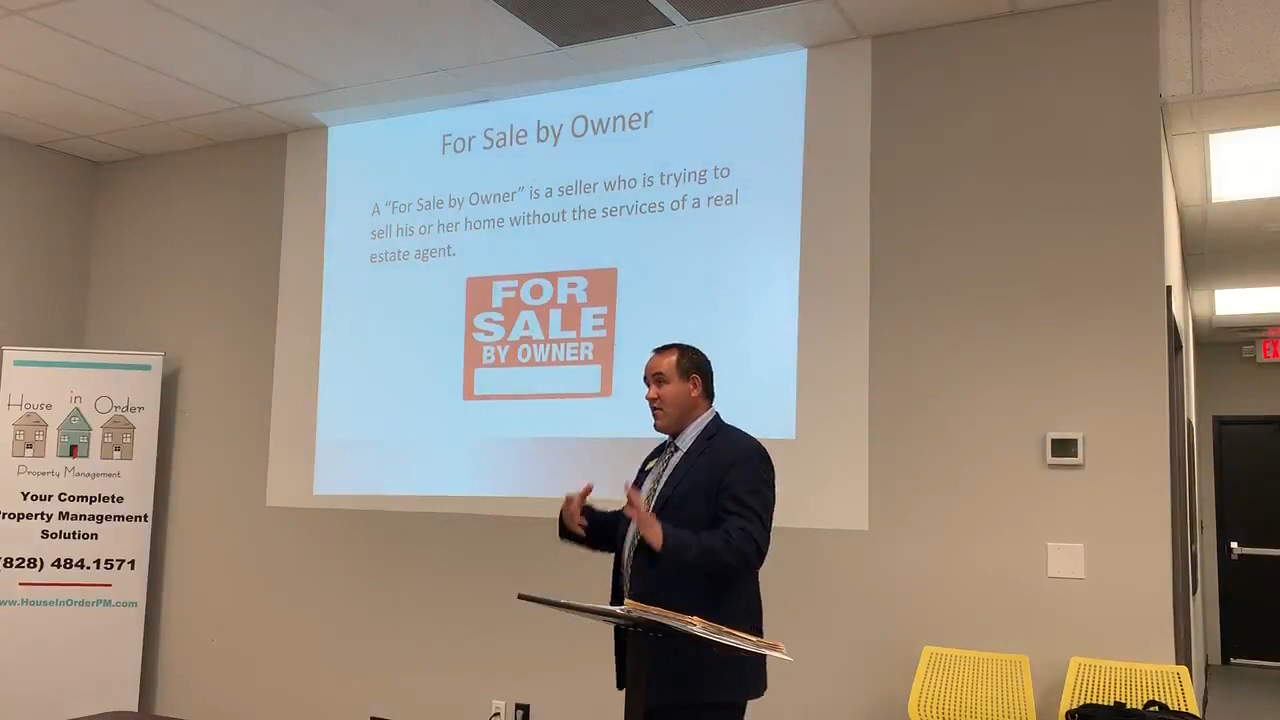 For Sale by Owner
A “For Sale by Owner” is a seller who is trying to
sell his or her home without the services of a real
estate agent.
FOR
SALE
BY OWNER
House in Order
Property Management
Your Complete
Property Management
Solution
(828) 484.1571
www.HouseInOrderPM.com
EX